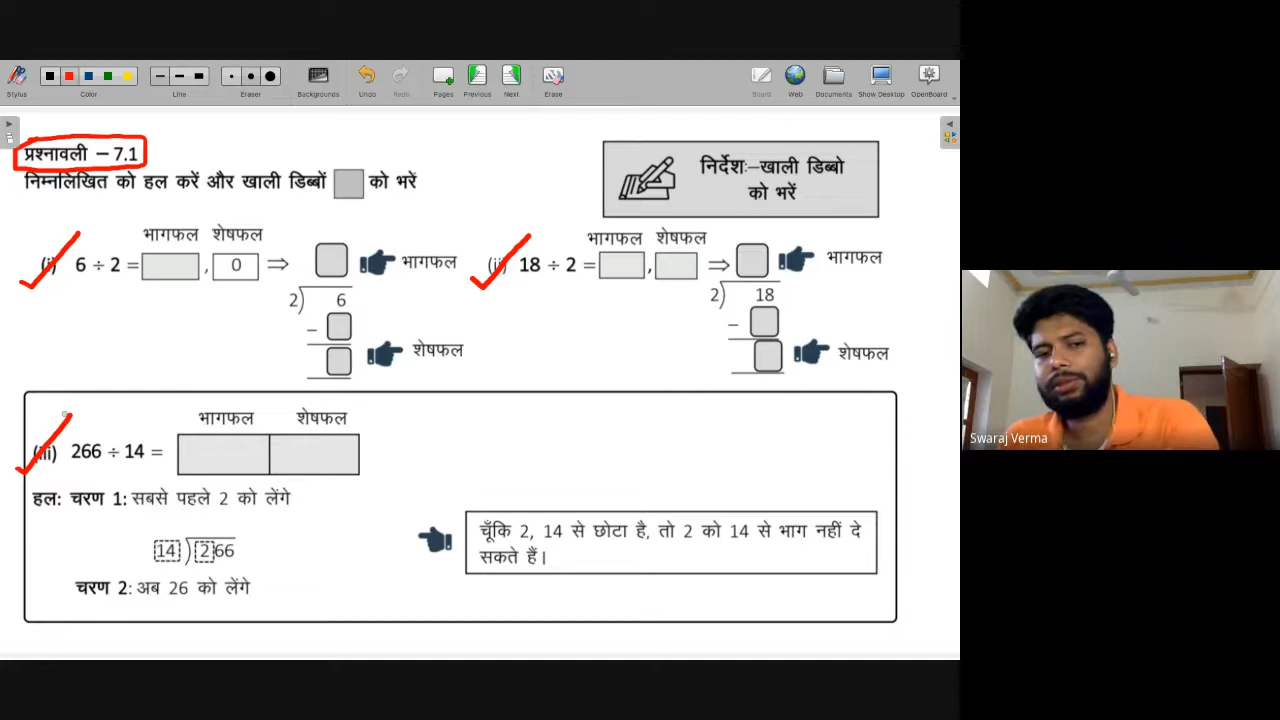 Stylus Color Line Eraser Backgrounds Undo Redo Pages Previous Next Erase Board Web Documents Show Desktop OpenBoard
प्रश्नावली – 7.1
निम्नलिखित को हल करें और खाली डिब्बों को भरें
निर्देशः–खाली डिब्बो
को भरें
भागफल शेषफल
(i) 6 ÷ 2 = , 0 ⇒ भागफल
2) 6
–
शेषफल
भागफल शेषफल
(ii) 18 ÷ 2 = , ⇒ भागफल
2) 18
–
शेषफल
भागफल शेषफल
(iii) 266 ÷ 14 =
हल: चरण 1: सबसे पहले 2 को लेंगे
14 ) 266
चूँकि 2, 14 से छोटा है, तो 2 को 14 से भाग नहीं दे
सकते हैं।
चरण 2: अब 26 को लेंगे
Swaraj Verma